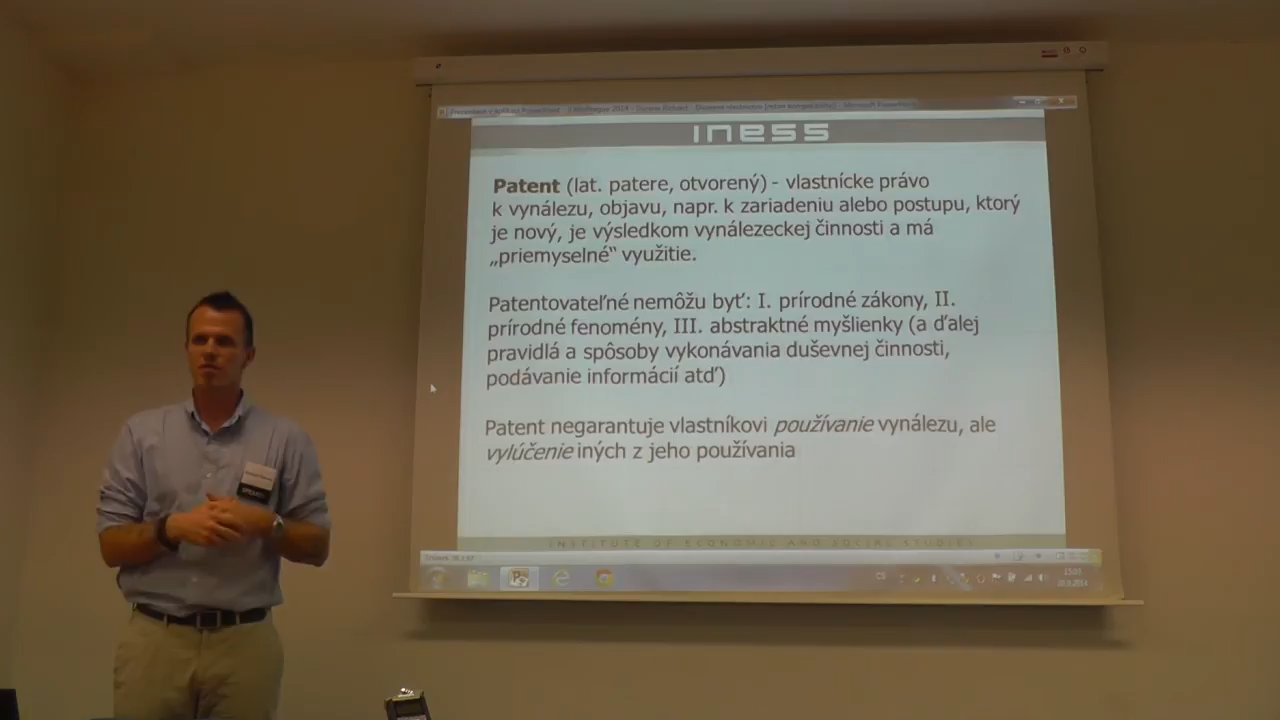 iness
Patent (lat. patere, otvorený) - vlastnícke právo
k vynálezu, objavu, napr. k zariadeniu alebo postupu, ktorý
je nový, je výsledkom vynálezeckej činnosti a má
„priemyselné“ využitie.
Patentovateľné nemôžu byť: I. prírodné zákony, II.
prírodné fenomény, III. abstraktné myšlienky (a ďalej
pravidlá a spôsoby vykonávania duševnej činnosti,
podávanie informácií atď)
Patent negarantuje vlastníkovi používanie vynálezu, ale
vylúčenie iných z jeho používania
INSTITUTE OF ECONOMIC AND SOCIAL STUDIES
CS
15:03